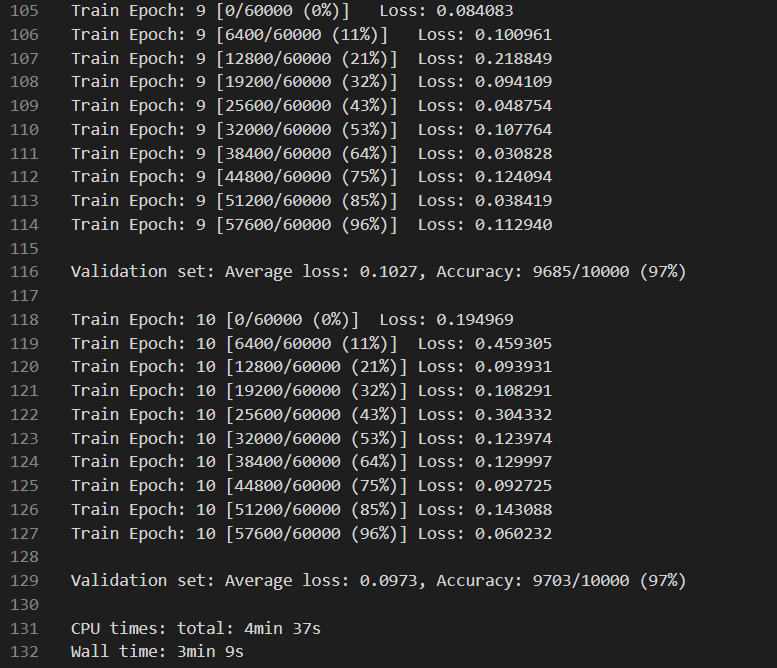 105 Train Epoch: 9 [0/60000 (0%)] Loss: 0.084083
106 Train Epoch: 9 [6400/60000 (11%)] Loss: 0.100961
107 Train Epoch: 9 [12800/60000 (21%)] Loss: 0.218849
108 Train Epoch: 9 [19200/60000 (32%)] Loss: 0.094109
109 Train Epoch: 9 [25600/60000 (43%)] Loss: 0.048754
110 Train Epoch: 9 [32000/60000 (53%)] Loss: 0.107764
111 Train Epoch: 9 [38400/60000 (64%)] Loss: 0.030828
112 Train Epoch: 9 [44800/60000 (75%)] Loss: 0.124094
113 Train Epoch: 9 [51200/60000 (85%)] Loss: 0.038419
114 Train Epoch: 9 [57600/60000 (96%)] Loss: 0.112940
115
116 Validation set: Average loss: 0.1027, Accuracy: 9685/10000 (97%)
117
118 Train Epoch: 10 [0/60000 (0%)] Loss: 0.194969
119 Train Epoch: 10 [6400/60000 (11%)] Loss: 0.459305
120 Train Epoch: 10 [12800/60000 (21%)] Loss: 0.093931
121 Train Epoch: 10 [19200/60000 (32%)] Loss: 0.108291
122 Train Epoch: 10 [25600/60000 (43%)] Loss: 0.304332
123 Train Epoch: 10 [32000/60000 (53%)] Loss: 0.123974
124 Train Epoch: 10 [38400/60000 (64%)] Loss: 0.129997
125 Train Epoch: 10 [44800/60000 (75%)] Loss: 0.092725
126 Train Epoch: 10 [51200/60000 (85%)] Loss: 0.143088
127 Train Epoch: 10 [57600/60000 (96%)] Loss: 0.060232
128
129 Validation set: Average loss: 0.0973, Accuracy: 9703/10000 (97%)
130
131 CPU times: total: 4min 37s
132 Wall time: 3min 9s